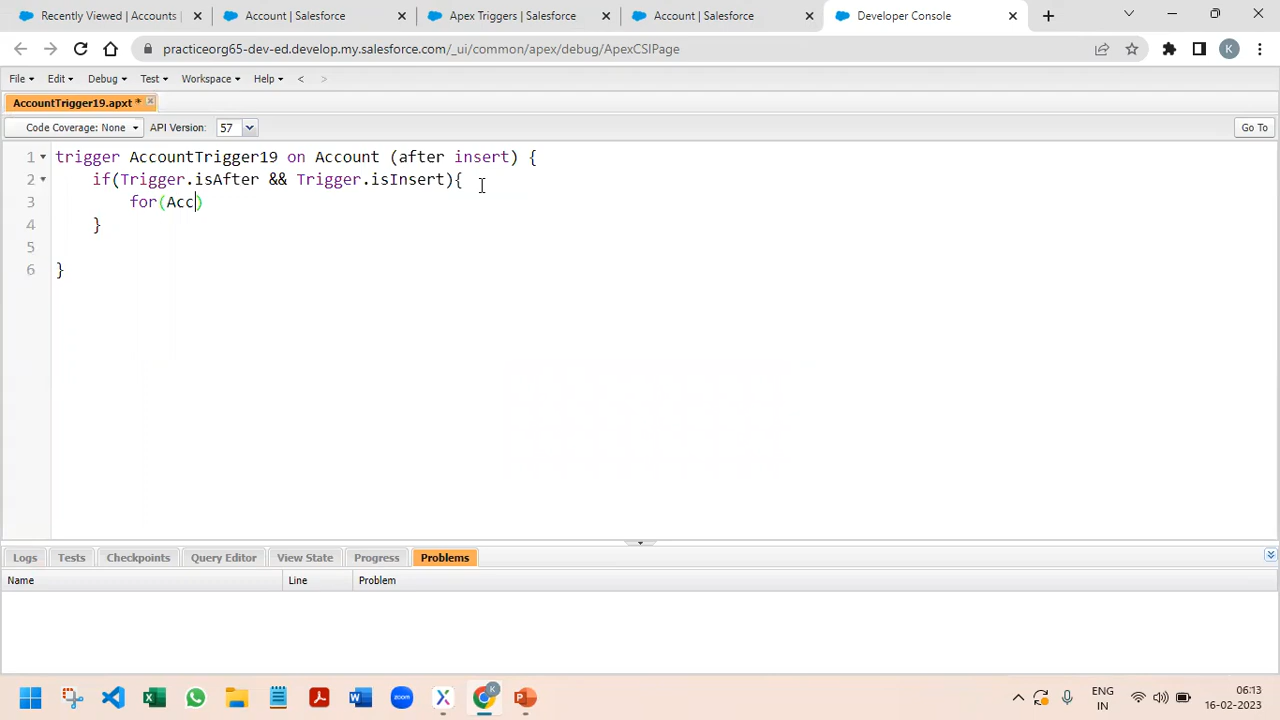 Recently Viewed | Accounts
Account | Salesforce
Apex Triggers | Salesforce
Account | Salesforce
Developer Console
practiceorg65-dev-ed.develop.my.salesforce.com/_ui/common/apex/debug/ApexCSIPage
K
File Edit Debug Test Workspace Help < >
AccountTrigger19.apxt *
Code Coverage: None API Version: 57 Go To
1 trigger AccountTrigger19 on Account (after insert) {
2 if(Trigger.isAfter && Trigger.isInsert){
3 for(Acc)
4 }
5
6 }
Logs Tests Checkpoints Query Editor View State Progress Problems
Name Line Problem
ENG 06:13
IN 16-02-2023